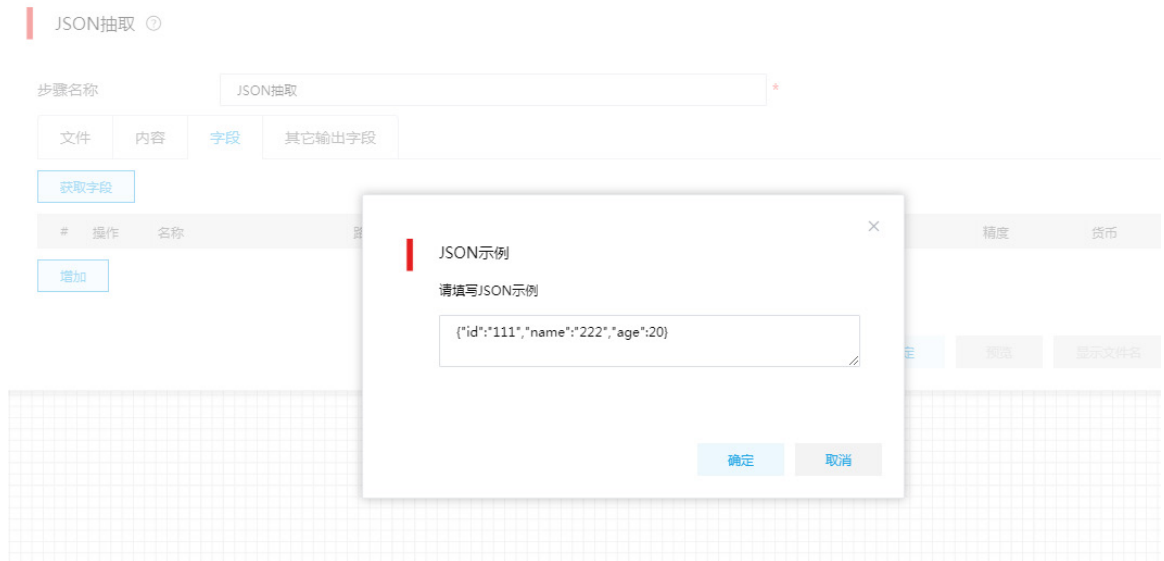 JSON抽取
步骤名称 JSON抽取 *
文件 内容 字段 其它输出字段
获取字段
# 操作 名称 精度 货币
增加
JSON示例
请填写JSON示例
{"id":"111","name":"222","age":20}
预览 显示文件名
确定 取消